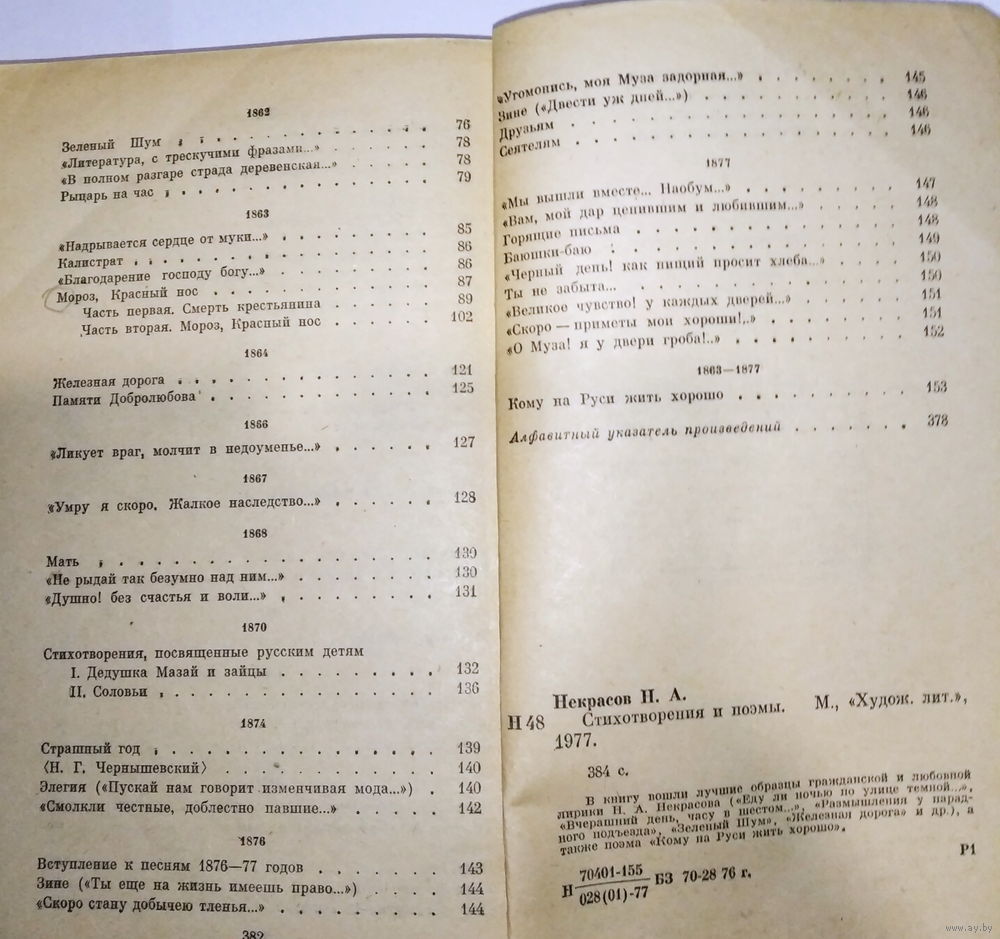 1862
Зеленый Шум . . . . . . . . . . . . . . 76
«Литература, с трескучими фразами...» . . . . . . 78
«В полном разгаре страда деревенская...» . . . . . 78
Рыцарь на час . . . . . . . . . . . . . . 79
1863
«Надрывается сердце от муки...» . . . . . . . . 85
Калистрат . . . . . . . . . . . . . . . 86
«Благодарение господу богу...» . . . . . . . . 86
Мороз, Красный нос . . . . . . . . . . . . 87
Часть первая. Смерть крестьянина . . . . . . 89
Часть вторая. Мороз, Красный нос . . . . . . 102
1864
Железная дорога . . . . . . . . . . . . . 121
Памяти Добролюбова . . . . . . . . . . . . 125
1866
«Ликует враг, молчит в недоуменье...» . . . . . . 127
1867
«Умру я скоро. Жалкое наследство...» . . . . . . 128
1868
Мать . . . . . . . . . . . . . . . . . 130
«Не рыдай так безумно над ним...» . . . . . . . 130
«Душно! без счастья и воли...» . . . . . . . . 131
1870
Стихотворения, посвященные русским детям
I. Дедушка Мазай и зайцы . . . . . . . . 132
II. Соловьи . . . . . . . . . . . . . . 136
1874
Страшный год . . . . . . . . . . . . . . 139
〈Н. Г. Чернышевский〉 . . . . . . . . . . . 140
Элегия («Пускай нам говорит изменчивая мода...») . 140
«Смолкли честные, доблестно павшие...» . . . . . 142
1876
Вступление к песням 1876—77 годов . . . . . . . 143
Зине («Ты еще на жизнь имеешь право...») . . . . 144
«Скоро стану добычею тленья...» . . . . . . . . 144
382
«Угомонись, моя Муза задорная...» . . . . . . . 145
Зине («Двести уж дней...») . . . . . . . . . . 146
Друзьям . . . . . . . . . . . . . . . . 146
Сеятелям . . . . . . . . . . . . . . . . 146
1877
«Мы вышли вместе... Наобум...» . . . . . . . . 147
«Вам, мой дар ценившим и любившим...» . . . . . 148
Горящие письма . . . . . . . . . . . . . 148
Баюшки-баю . . . . . . . . . . . . . . . 149
«Черный день! как нищий просит хлеба...» . . . . 150
Ты не забыта... . . . . . . . . . . . . . 150
«Великое чувство! у каждых дверей...» . . . . . . 151
«Скоро — приметы мои хороши!..» . . . . . . . . 151
«О Муза! я у двери гроба!..» . . . . . . . . . 152
1863—1877
Кому на Руси жить хорошо . . . . . . . . . . 153
Алфавитный указатель произведений . . . . . . . 378
Некрасов Н. А.
Н 48 Стихотворения и поэмы. М., «Худож. лит.»,
1977.
384 с.
В книгу вошли лучшие образцы гражданской и любовной
лирики Н. А. Некрасова («Еду ли ночью по улице темной...»,
«Вчерашний день, часу в шестом...», «Размышления у парад-
ного подъезда», «Зеленый Шум», «Железная дорога» и др.), а
также поэма «Кому на Руси жить хорошо».
Н 70401-155
028(01)-77 БЗ 70-28 76 г.
Р1
www.ay.by